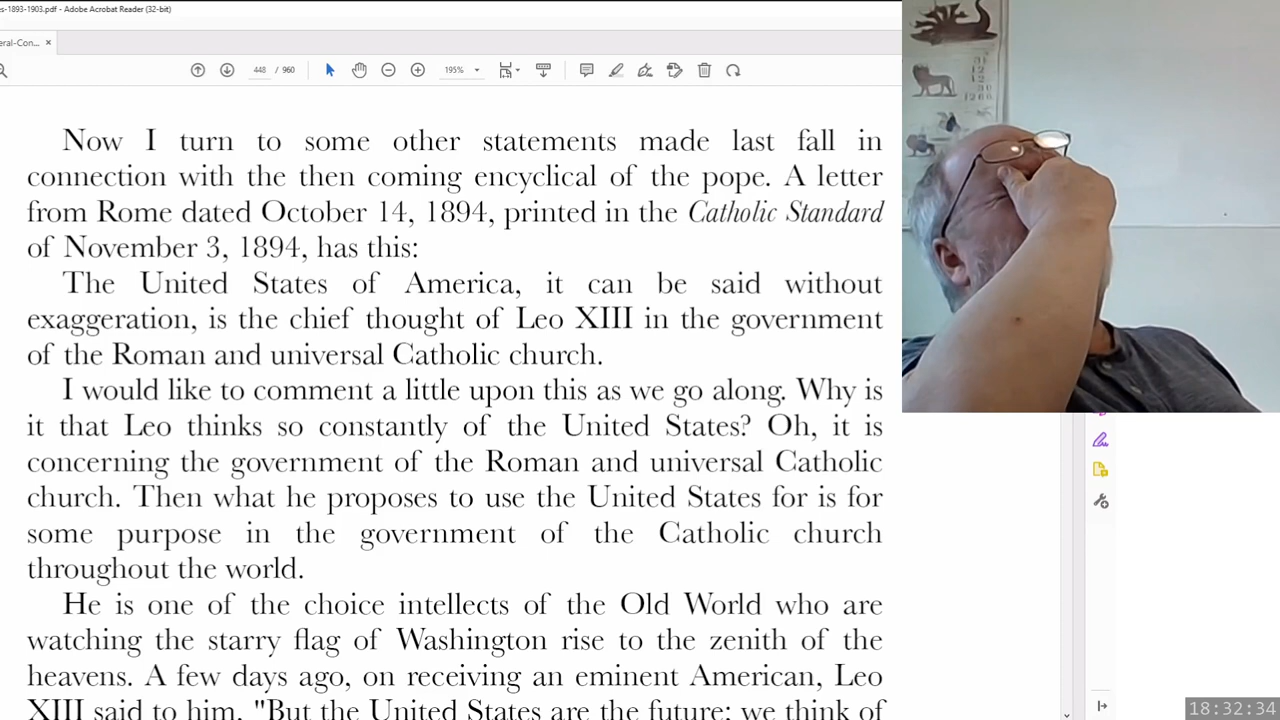 s-1893-1903.pdf - Adobe Acrobat Reader (32-bit)
eral-Con... ×
448 / 960
195%
Now I turn to some other statements made last fall in
connection with the then coming encyclical of the pope. A letter
from Rome dated October 14, 1894, printed in the Catholic Standard
of November 3, 1894, has this:
The United States of America, it can be said without
exaggeration, is the chief thought of Leo XIII in the government
of the Roman and universal Catholic church.
I would like to comment a little upon this as we go along. Why is
it that Leo thinks so constantly of the United States? Oh, it is
concerning the government of the Roman and universal Catholic
church. Then what he proposes to use the United States for is for
some purpose in the government of the Catholic church
throughout the world.
He is one of the choice intellects of the Old World who are
watching the starry flag of Washington rise to the zenith of the
heavens. A few days ago, on receiving an eminent American, Leo
XIII said to him, "But the United States are the future; we think of
18:32:34